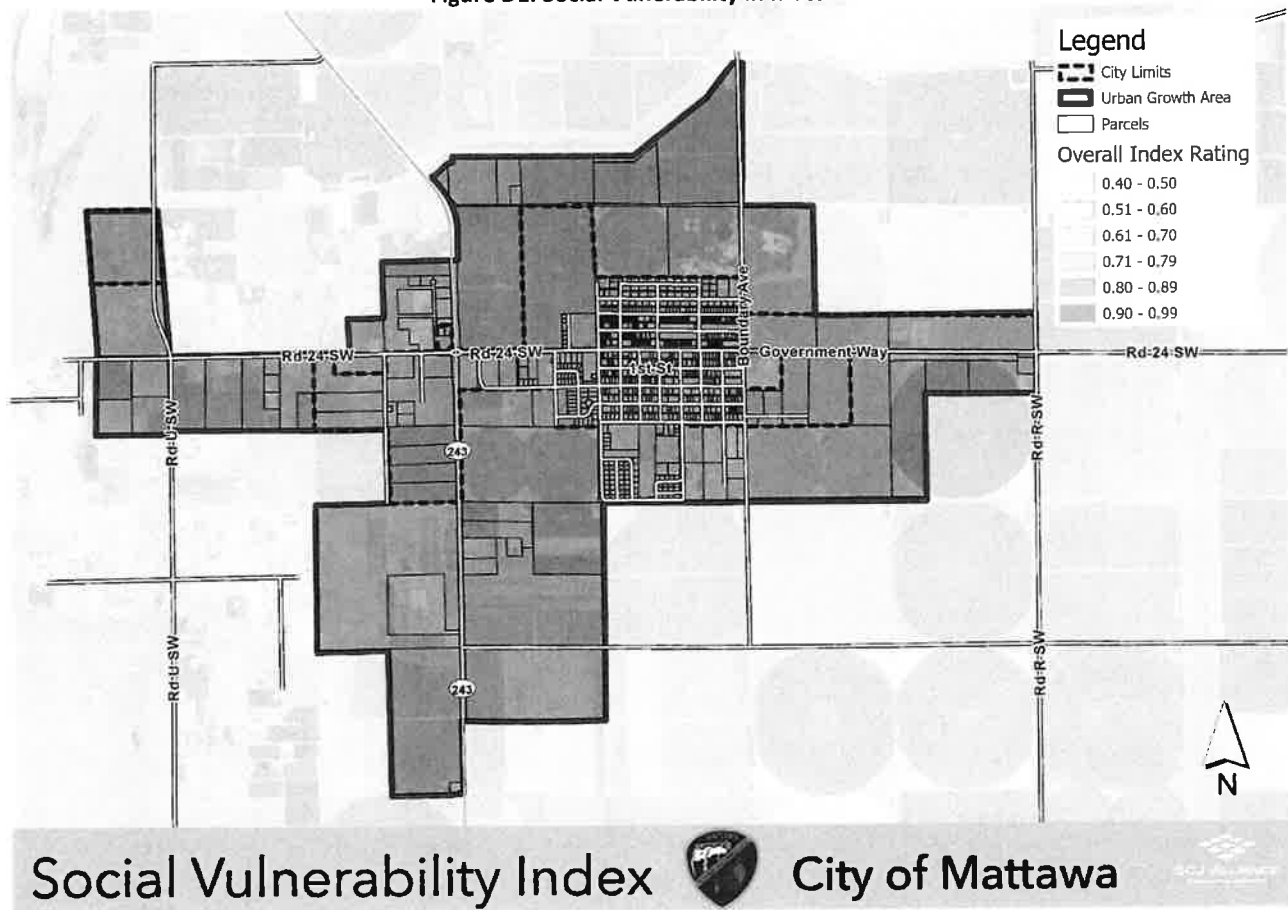 Legend
City Limits
Urban Growth Area
Parcels
Overall Index Rating
0.40 - 0.50
0.51 - 0.60
0.61 - 0.70
0.71 - 0.79
0.80 - 0.89
0.90 - 0.99
Boundary Ave
Rd 24 SW
Rd 24 SW
Government Way
Rd 24 SW
1st St
Rd U SW
243
Rd R SW
Rd U SW
243
Rd R SW
N
Social Vulnerability Index
City of Mattawa
SCJ ALLIANCE